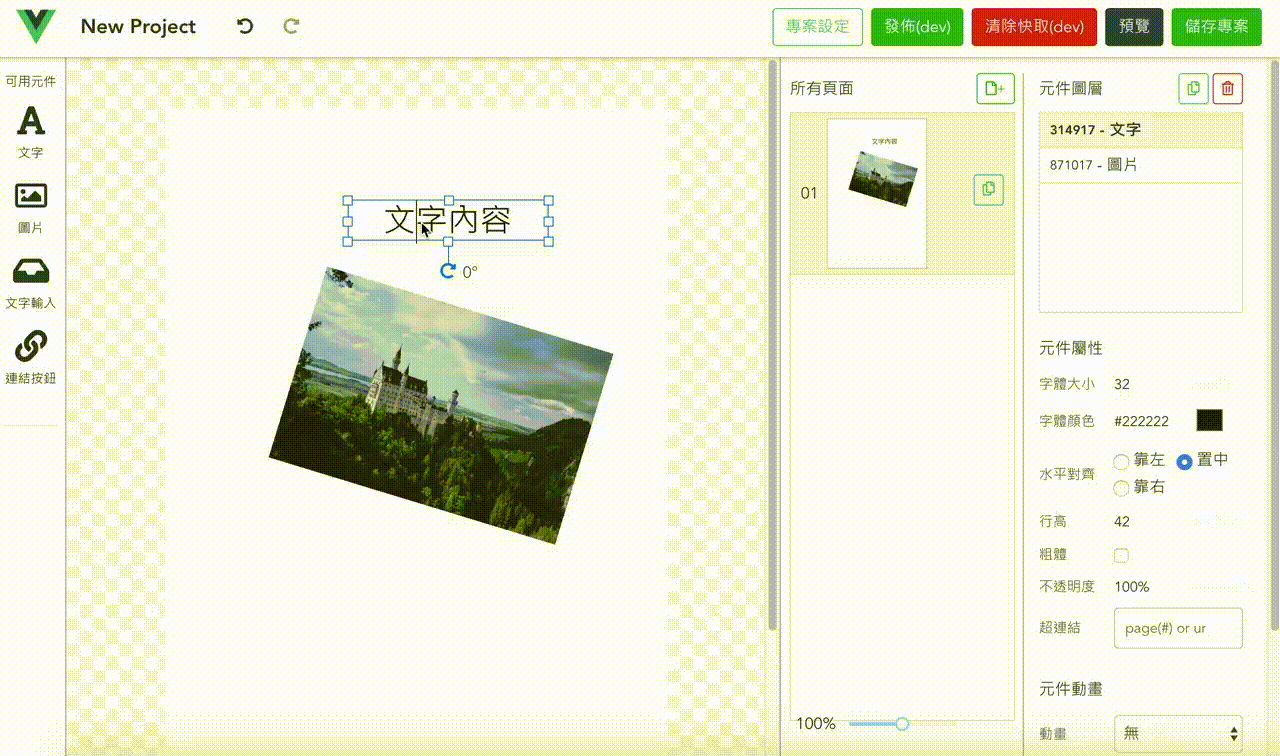 New Project
專案設定
發佈(dev)
清除快取(dev)
預覽
儲存專案
可用元件
文字
圖片
文字輸入
連結按鈕
文字內容
0°
所有頁面
01
文字內容
100%
元件圖層
314917 - 文字
871017 - 圖片
元件屬性
字體大小 32
字體顏色 #222222
水平對齊 靠左 置中
靠右
行高 42
粗體
不透明度 100%
超連結 page(#) or ur
元件動畫
動畫 無